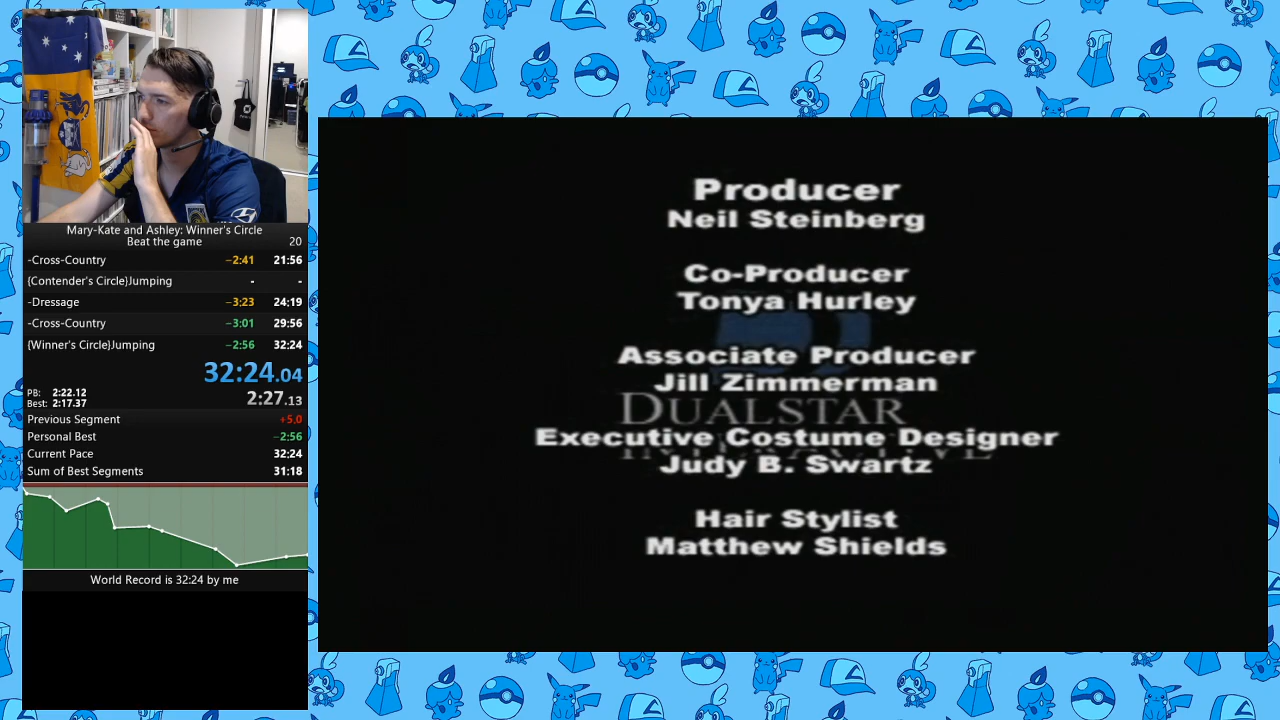 Mary-Kate and Ashley: Winner's Circle
Beat the game 20
-Cross-Country −2:41 21:56
{Contender's Circle}Jumping - -
-Dressage −3:23 24:19
-Cross-Country −3:01 29:56
{Winner's Circle}Jumping −2:56 32:24
32:24.04
PB: 2:22.12
Best: 2:17.37
2:27.13
Previous Segment +5,0
Personal Best −2:56
Current Pace 32:24
Sum of Best Segments 31:18
World Record is 32:24 by me
Producer
Neil Steinberg
Co-Producer
Tonya Hurley
Associate Producer
Jill Zimmerman
DUALSTAR
Executive Costume Designer
INTERACTIVE
Judy B. Swartz
Hair Stylist
Matthew Shields